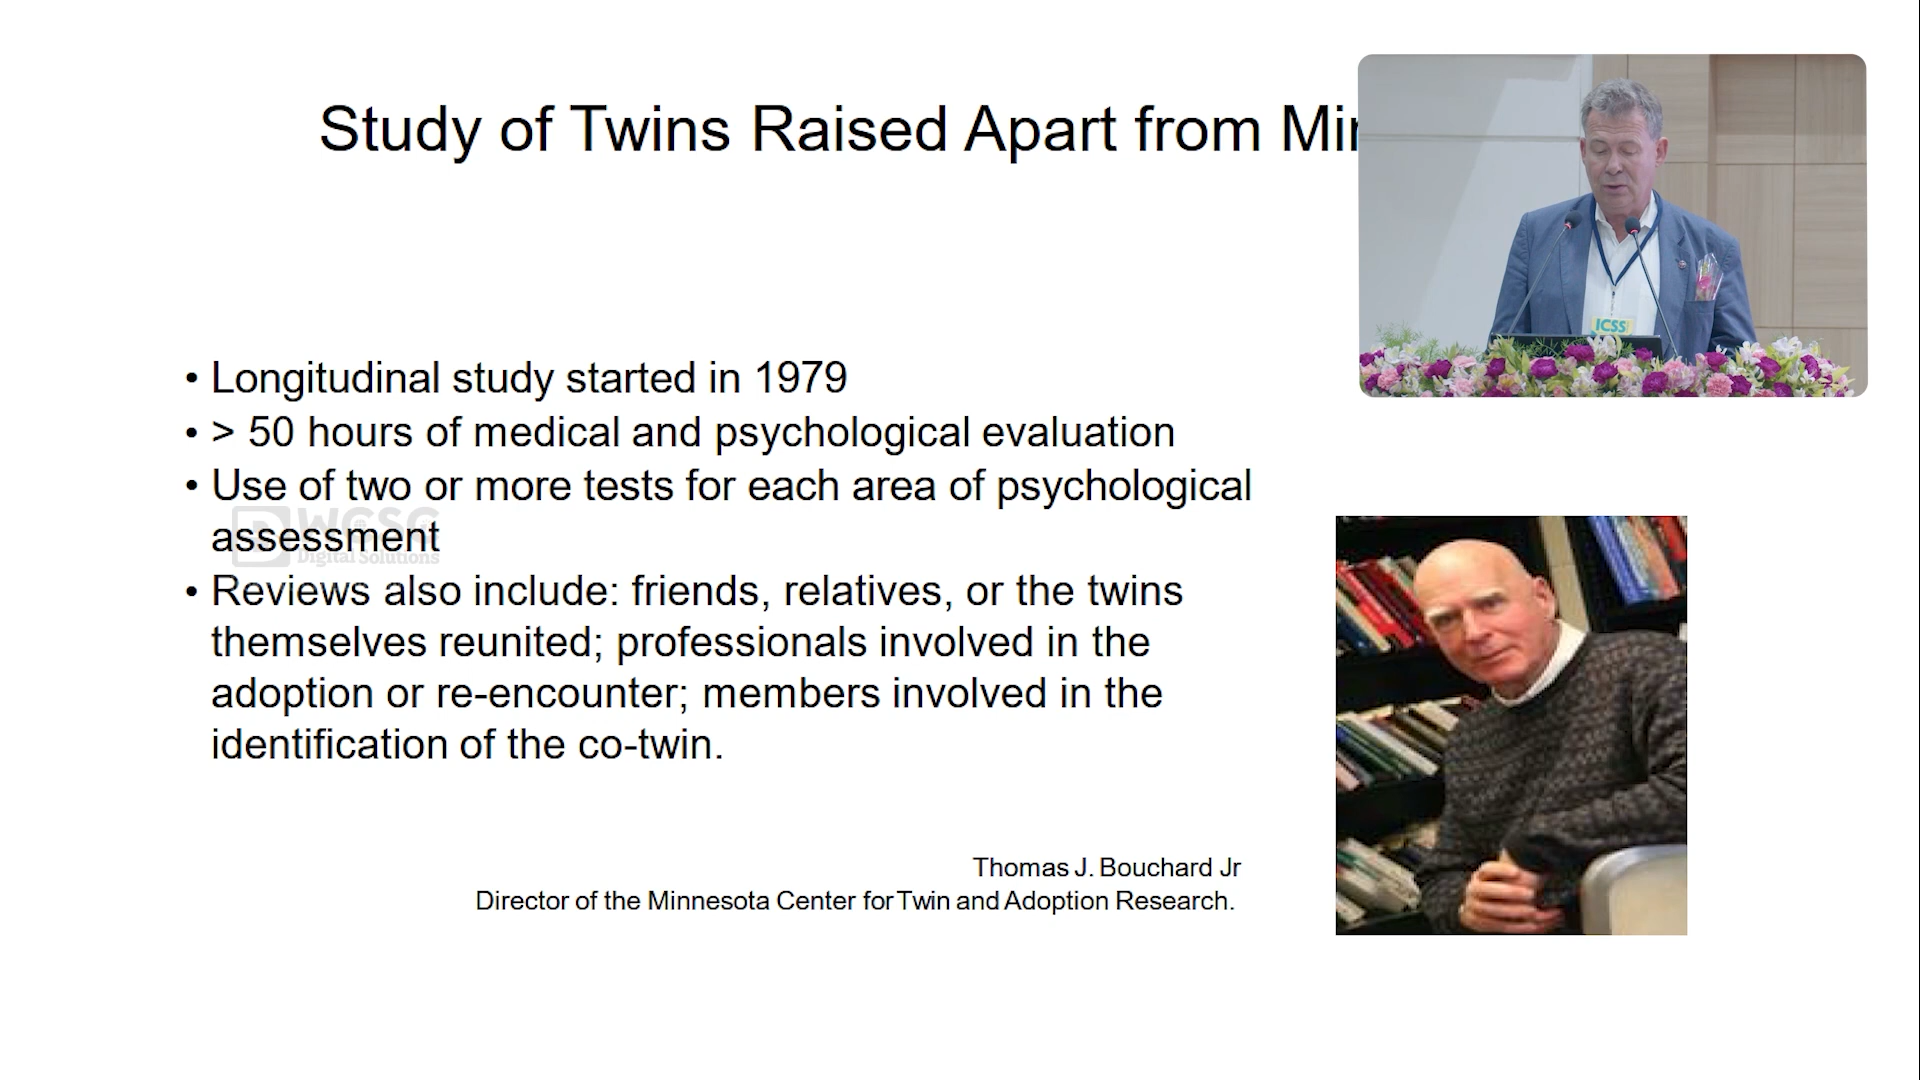 Study of Twins Raised Apart from Min
ICSS
• Longitudinal study started in 1979
• > 50 hours of medical and psychological evaluation
• Use of two or more tests for each area of psychological
assessment
WCSG
Digital Solutions
• Reviews also include: friends, relatives, or the twins
themselves reunited; professionals involved in the
adoption or re-encounter; members involved in the
identification of the co-twin.
Thomas J. Bouchard Jr
Director of the Minnesota Center for Twin and Adoption Research.